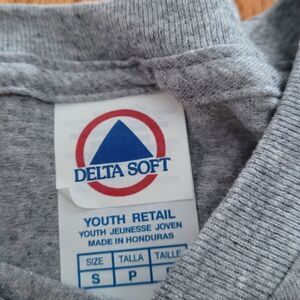 DELTA SOFT
YOUTH RETAIL
YOUTH JEUNESSE JOVEN
MADE IN HONDURAS
SIZE TALLA TAILLE
S P